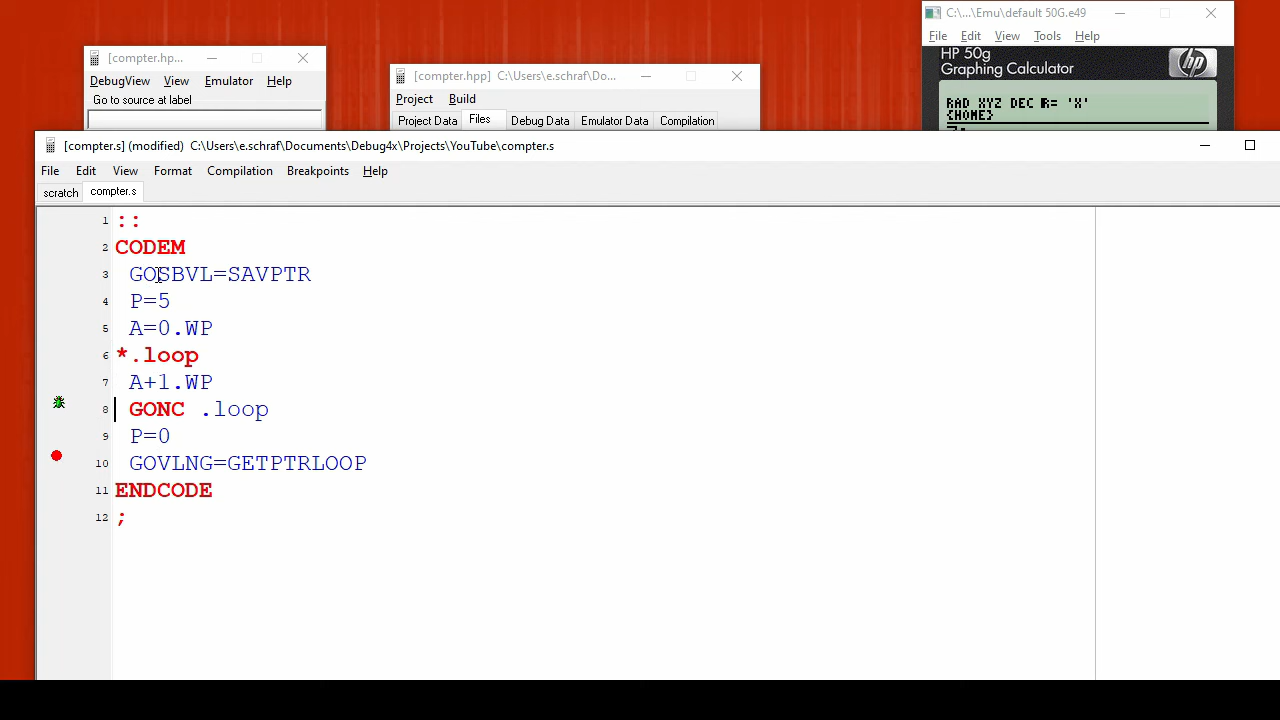 C:\...\Emu\default 50G.e49
File Edit View Tools Help
HP 50g
Graphing Calculator
hp
RAD XYZ DEC R= 'X'
{HOME}
7:
[compter.hp...
DebugView View Emulator Help
Go to source at label
[compter.hpp] C:\Users\e.schraf\Do...
Project Build
Project Data Files Debug Data Emulator Data Compilation
[compter.s] (modified) C:\Users\e.schraf\Documents\Debug4x\Projects\YouTube\compter.s
File Edit View Format Compilation Breakpoints Help
scratch compter.s
1 ::
2 CODEM
3 GOSBVL=SAVPTR
4 P=5
5 A=0.WP
6 *.loop
7 A+1.WP
8 GONC .loop
9 P=0
10 GOVLNG=GETPTRLOOP
11 ENDCODE
12 ;